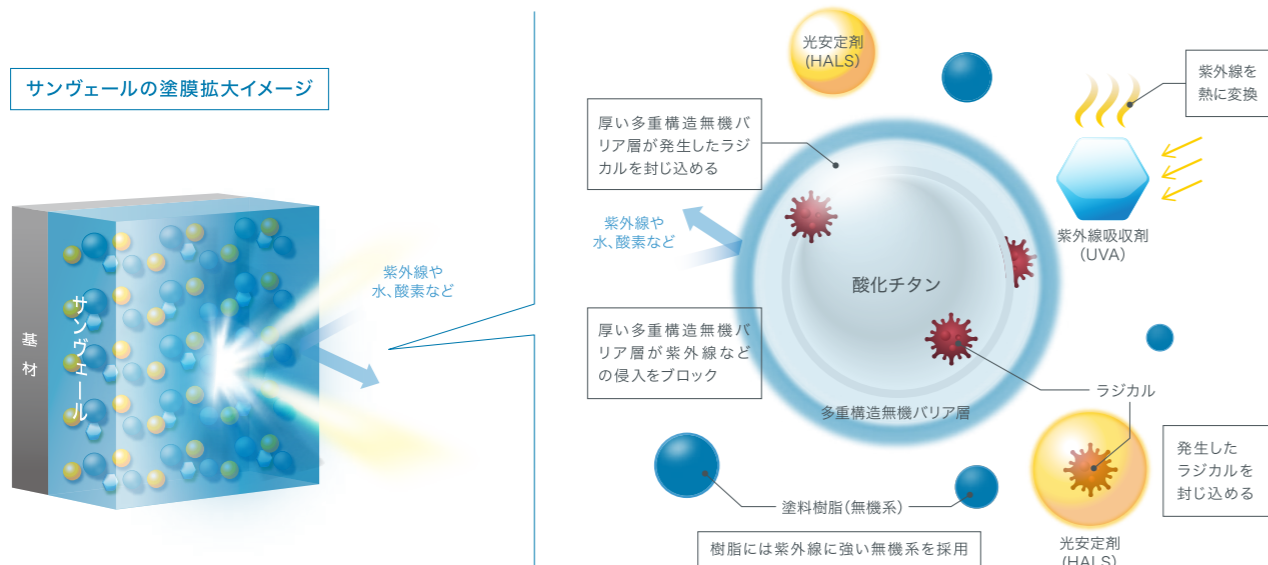 サンヴェールの塗膜拡大イメージ
基材
サンヴェール
紫外線や
水、酸素など
光安定剤
(HALS)
厚い多重構造無機バ
リア層が発生したラジ
カルを封じ込める
紫外線や
水、酸素など
厚い多重構造無機バ
リア層が紫外線など
の侵入をブロック
酸化チタン
多重構造無機バリア層
紫外線を
熱に変換
紫外線吸収剤
(UVA)
ラジカル
発生した
ラジカルを
封じ込める
塗料樹脂(無機系)
樹脂には紫外線に強い無機系を採用
光安定剤
(HALS)